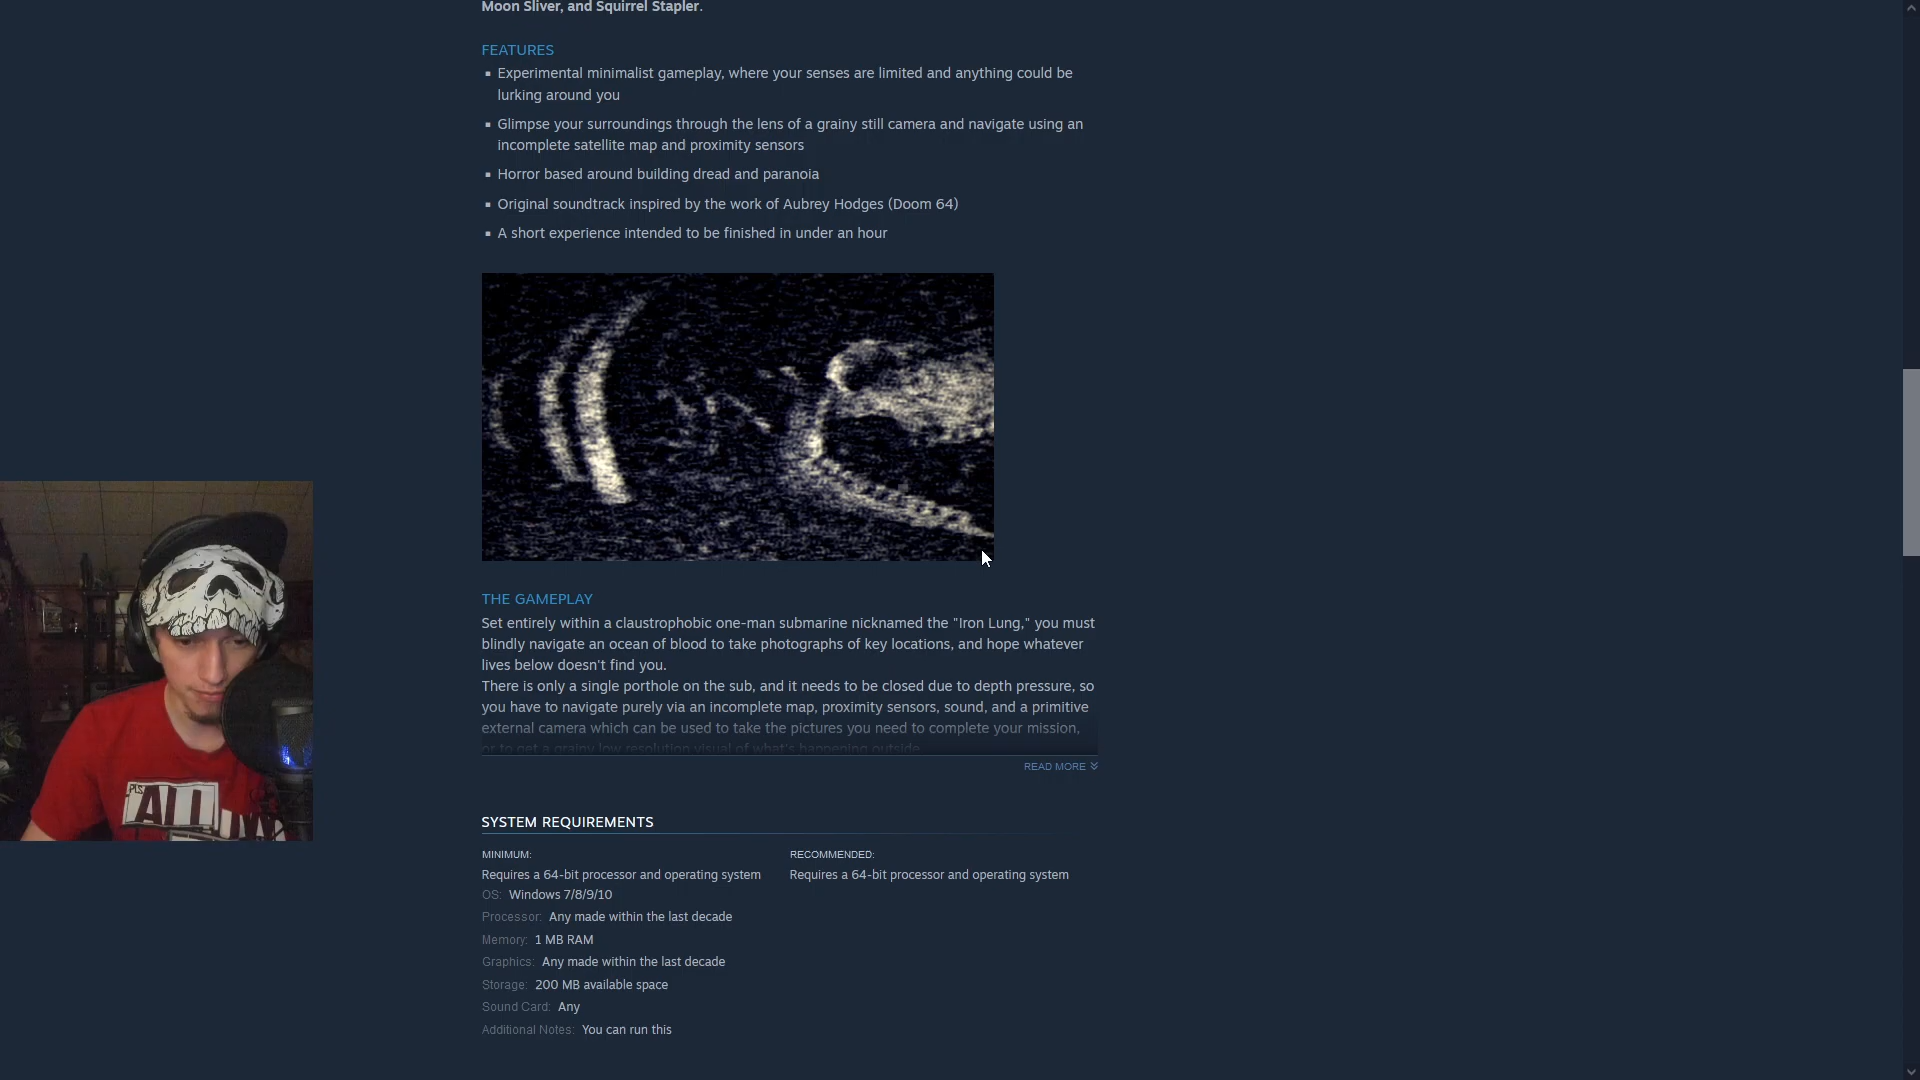 Moon Sliver, and Squirrel Stapler.
FEATURES
▪ Experimental minimalist gameplay, where your senses are limited and anything could be
lurking around you
▪ Glimpse your surroundings through the lens of a grainy still camera and navigate using an
incomplete satellite map and proximity sensors
▪ Horror based around building dread and paranoia
▪ Original soundtrack inspired by the work of Aubrey Hodges (Doom 64)
▪ A short experience intended to be finished in under an hour
THE GAMEPLAY
Set entirely within a claustrophobic one-man submarine nicknamed the "Iron Lung," you must
blindly navigate an ocean of blood to take photographs of key locations, and hope whatever
lives below doesn't find you.
There is only a single porthole on the sub, and it needs to be closed due to depth pressure, so
you have to navigate purely via an incomplete map, proximity sensors, sound, and a primitive
external camera which can be used to take the pictures you need to complete your mission,
or to get a grainy low resolution visual of what's happening outside.
READ MORE
SYSTEM REQUIREMENTS
MINIMUM:
Requires a 64-bit processor and operating system
OS: Windows 7/8/9/10
Processor: Any made within the last decade
Memory: 1 MB RAM
Graphics: Any made within the last decade
Storage: 200 MB available space
Sound Card: Any
Additional Notes: You can run this
RECOMMENDED:
Requires a 64-bit processor and operating system
PLS
ALL